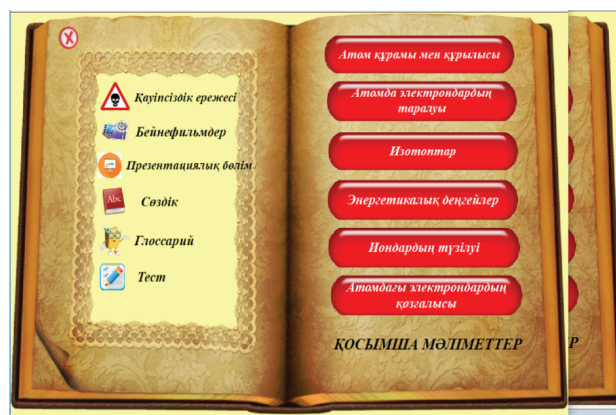 X
Қауіпсіздік ережесі
Бейнефильмдер
Презентациялық бөлім
Abc
Сөздік
Глоссарий
Тест
Атом құрамы мен құрылысы
Атомда электрондардың
таралуы
Изотоптар
Энергетикалық деңгейлер
Иондардың түзілуі
Атомдағы электрондардың
қозғалысы
ҚОСЫМША МӘЛІМЕТТЕР
Р